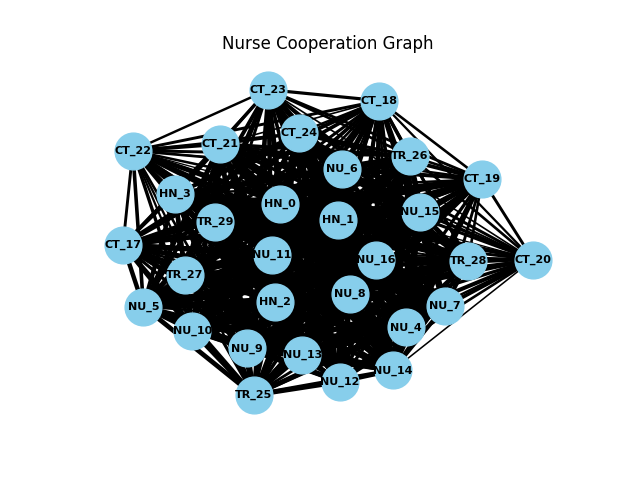 Nurse Cooperation Graph
CT_23
CT_18
CT_24
CT_21
CT_22
TR_26
NU_6
CT_19
HN_3
HN_0
NU_15
HN_1
TR_29
CT_17
NU_11
NU_16
TR_28
CT_20
TR_27
NU_8
HN_2
NU_5
NU_7
NU_4
NU_10
NU_9
NU_13
NU_14
NU_12
TR_25